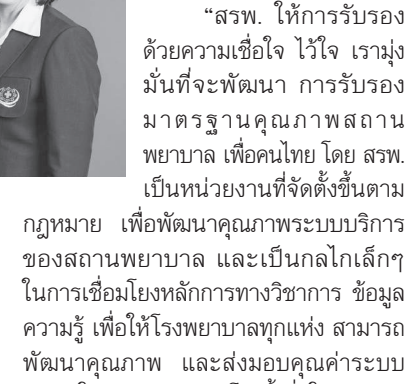 “สรพ. ให้การรับรอง
ด้วยความเชื่อใจ ไว้ใจ เรามุ่ง
มั่นที่จะพัฒนา การรับรอง
มาตรฐานคุณภาพสถาน
พยาบาล เพื่อคนไทย โดย สรพ.
เป็นหน่วยงานที่จัดตั้งขึ้นตาม
กฎหมาย เพื่อพัฒนาคุณภาพระบบบริการ
ของสถานพยาบาล และเป็นกลไกเล็กๆ
ในการเชื่อมโยงหลักการทางวิชาการ ข้อมูล
ความรู้ เพื่อให้โรงพยาบาลทุกแห่ง สามารถ
พัฒนาคุณภาพ และส่งมอบคุณค่าระบบ